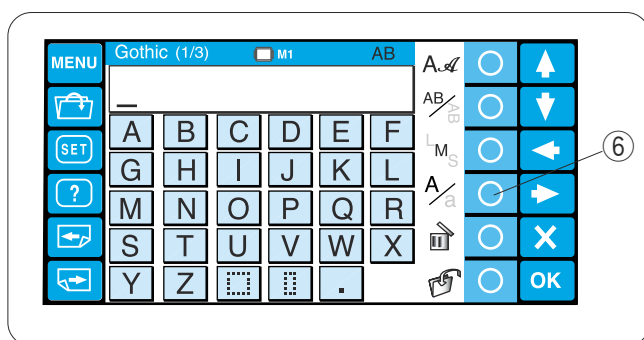 MENU Gothic (1/3) M1 AB A𝒜
AB/AB
SET A B C D E F LMS
? G H I J K L A/a ⑥
M N O P Q R
S T U V W X
Y Z . OK